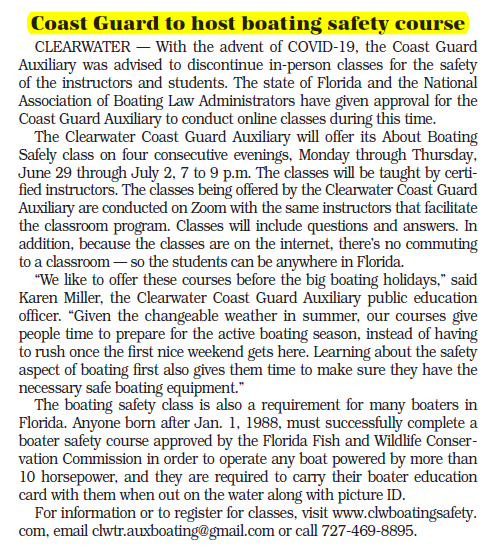 Coast Guard to host boating safety course
CLEARWATER — With the advent of COVID-19, the Coast Guard
Auxiliary was advised to discontinue in-person classes for the safety
of the instructors and students. The state of Florida and the National
Association of Boating Law Administrators have given approval for the
Coast Guard Auxiliary to conduct online classes during this time.
The Clearwater Coast Guard Auxiliary will offer its About Boating
Safely class on four consecutive evenings, Monday through Thursday,
June 29 through July 2, 7 to 9 p.m. The classes will be taught by certi-
fied instructors. The classes being offered by the Clearwater Coast Guard
Auxiliary are conducted on Zoom with the same instructors that facilitate
the classroom program. Classes will include questions and answers. In
addition, because the classes are on the internet, there’s no commuting
to a classroom — so the students can be anywhere in Florida.
“We like to offer these courses before the big boating holidays,” said
Karen Miller, the Clearwater Coast Guard Auxiliary public education
officer. “Given the changeable weather in summer, our courses give
people time to prepare for the active boating season, instead of having
to rush once the first nice weekend gets here. Learning about the safety
aspect of boating first also gives them time to make sure they have the
necessary safe boating equipment.”
The boating safety class is also a requirement for many boaters in
Florida. Anyone born after Jan. 1, 1988, must successfully complete a
boater safety course approved by the Florida Fish and Wildlife Conser-
vation Commission in order to operate any boat powered by more than
10 horsepower, and they are required to carry their boater education
card with them when out on the water along with picture ID.
For information or to register for classes, visit www.clwboatingsafety.
com, email clwtr.auxboating@gmail.com or call 727-469-8895.